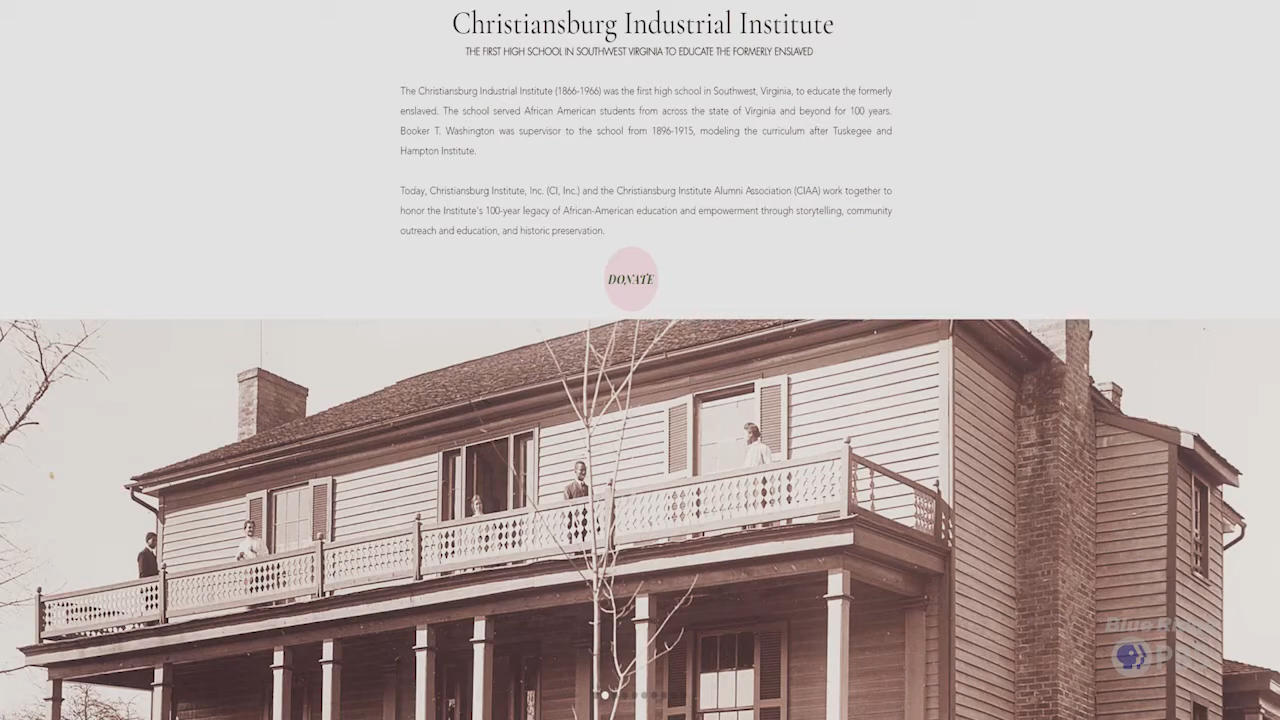 Christiansburg Industrial Institute
THE FIRST HIGH SCHOOL IN SOUTHWEST VIRGINIA TO EDUCATE THE FORMERLY ENSLAVED
The Christiansburg Industrial Institute (1866-1966) was the first high school in Southwest, Virginia, to educate the formerly
enslaved. The school served African American students from across the state of Virginia and beyond for 100 years.
Booker T. Washington was supervisor to the school from 1896-1915, modeling the curriculum after Tuskegee and
Hampton Institute.
Today, Christiansburg Institute, Inc. (CI, Inc.) and the Christiansburg Institute Alumni Association (CIAA) work together to
honor the Institute's 100-year legacy of African-American education and empowerment through storytelling, community
outreach and education, and historic preservation.
DONATE
Blue Ridge
PBS